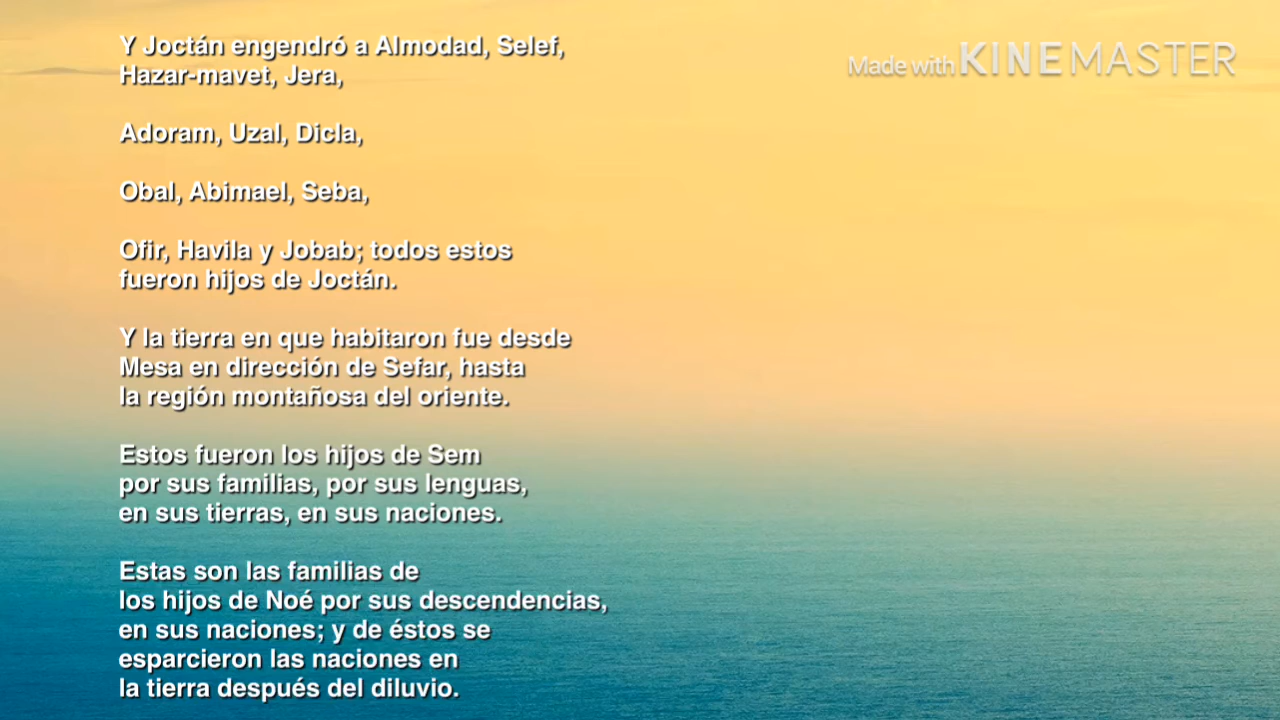 Y Joctán engendró a Almodad, Selef,
Hazar-mavet, Jera,
Adoram, Uzal, Dicla,
Obal, Abimael, Seba,
Ofir, Havila y Jobab; todos estos
fueron hijos de Joctán.
Y la tierra en que habitaron fue desde
Mesa en dirección de Sefar, hasta
la región montañosa del oriente.
Estos fueron los hijos de Sem
por sus familias, por sus lenguas,
en sus tierras, en sus naciones.
Estas son las familias de
los hijos de Noé por sus descendencias,
en sus naciones; y de éstos se
esparcieron las naciones en
la tierra después del diluvio.
Made with KINEMASTER